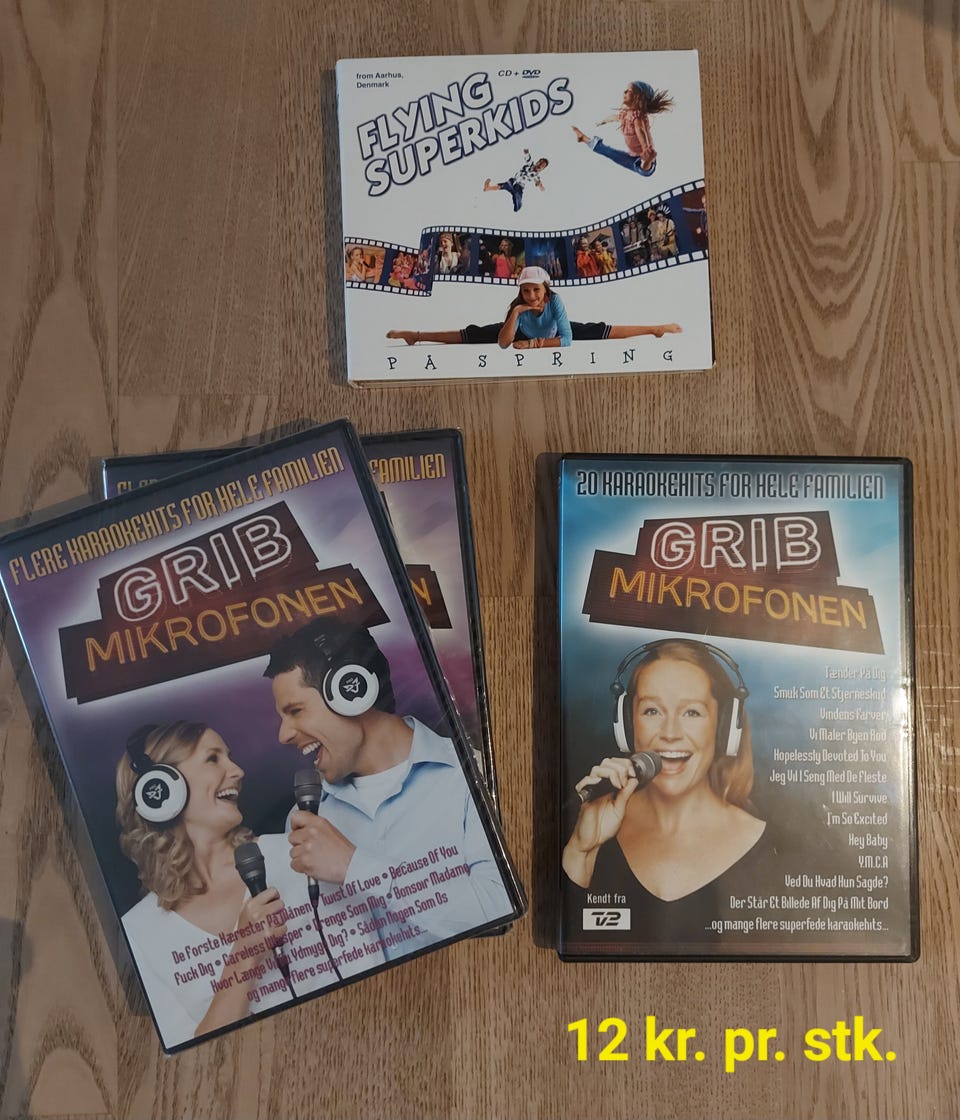 from Aarhus,
Denmark
CD + DVD
FLYING
SUPERKIDS
PÅ SPRING
FLERE KARAOKEHITS FOR HELE FAMILIEN
GRIB
MIKROFONEN
De Første Kærester På Månen • Twist Of Love • Because Of You
Fuck Dig • Careless Whisper • Drenge Som Mig • Bonsoir Madame
Hvor Længe Vil Du Ydmyge Dig? • Sådan Nogen Som Os
og mange flere superfede karaokehits...
FAMILIEN
N
20 KARAOKEHITS FOR HELE FAMILIEN
GRIB
MIKROFONEN
Tænder På Dig
Smuk Som Et Stjerneskud
Vindens Farver
Vi Maler Byen Rød
Hopelessly Devoted To You
Jeg Vil I Seng Med De Fleste
I Will Survive
I'm So Excited
Hey Baby
Y.M.C.A
Ved Du Hvad Hun Sagde?
Der Står Et Billede Af Dig På Mit Bord
...og mange flere superfede karaokehits...
Kendt fra
TV2
12 kr. pr. stk.